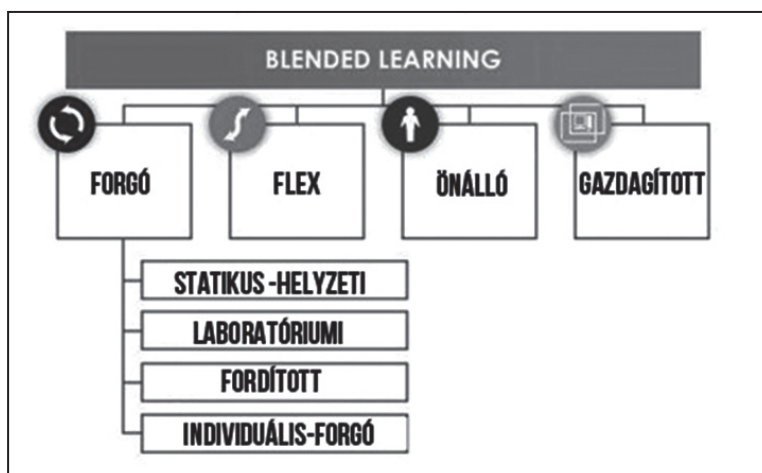 BLENDED LEARNING
FORGÓ
FLEX
ÖNÁLLÓ
GAZDAGÍTOTT
STATIKUS -HELYZETI
LABORATÓRIUMI
FORDÍTOTT
INDIVIDUÁLIS-FORGÓ